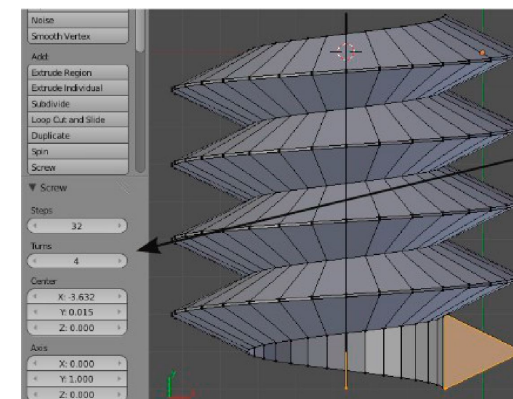 Noise
Smooth Vertex
Add:
Extrude Region
Extrude Individual
Subdivide
Loop Cut and Slide
Duplicate
Spin
Screw
Screw
Steps
32
Turns
4
Center
X: -3.632
Y: 0.015
Z: 0.000
Axis
X: 0.000
Y: 1.000
Z: 0.000